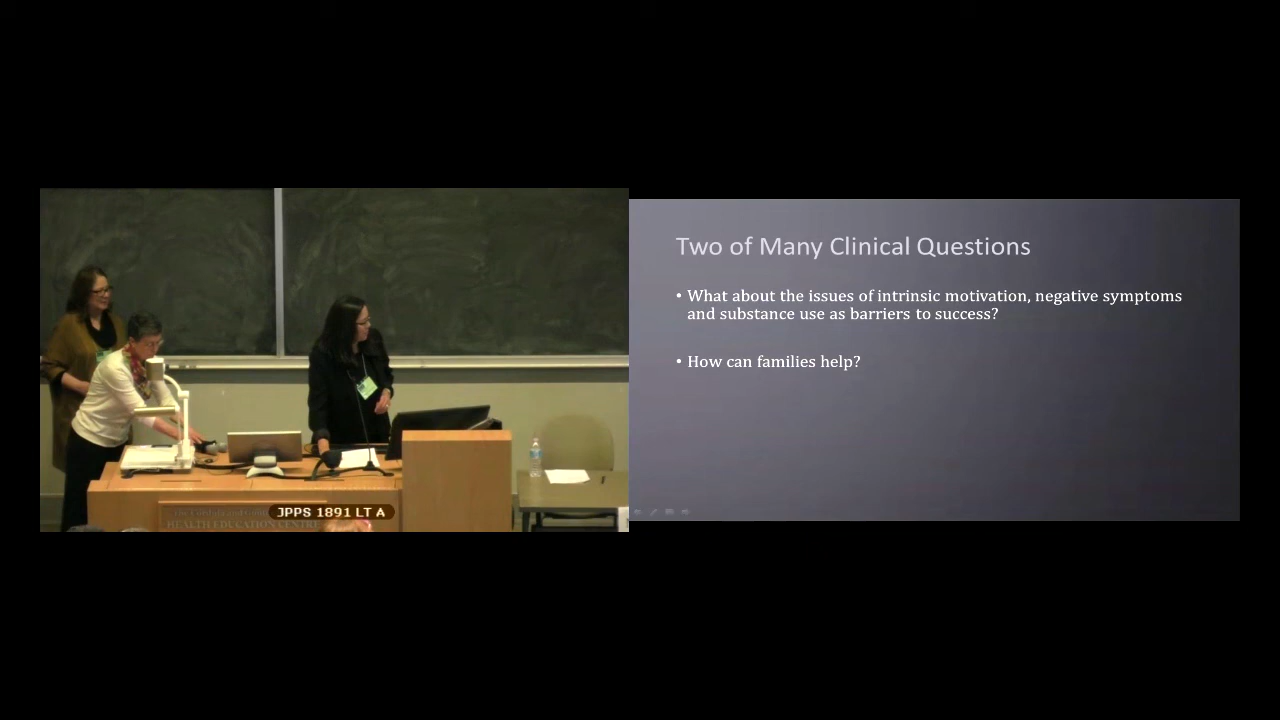 JPPS 1891 LT A
HEALTH EDUCATION CENTRE
Two of Many Clinical Questions
• What about the issues of intrinsic motivation, negative symptoms
and substance use as barriers to success?
• How can families help?